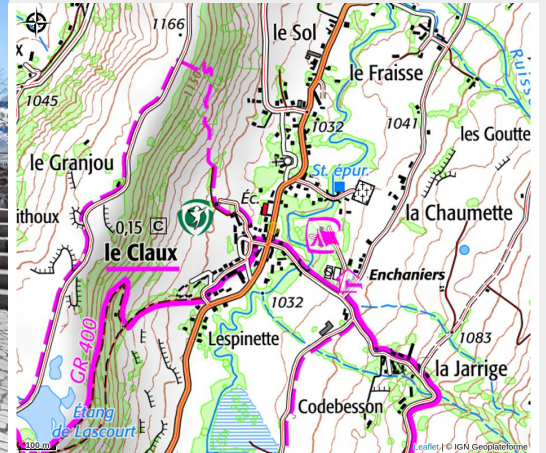 1166
le Sol
x
le Fraisse
1045
1032
1041
les Goutte
le Granjou
St. épur.
Éc.
ithoux
0,15 C
la Chaumette
le Claux
Enchaniers
1032
GR 400
Lespinette
1083
la Jarrige
Codebesson
Étang
de Lascourt
100 m
Leaflet | © IGN Geoplateforme